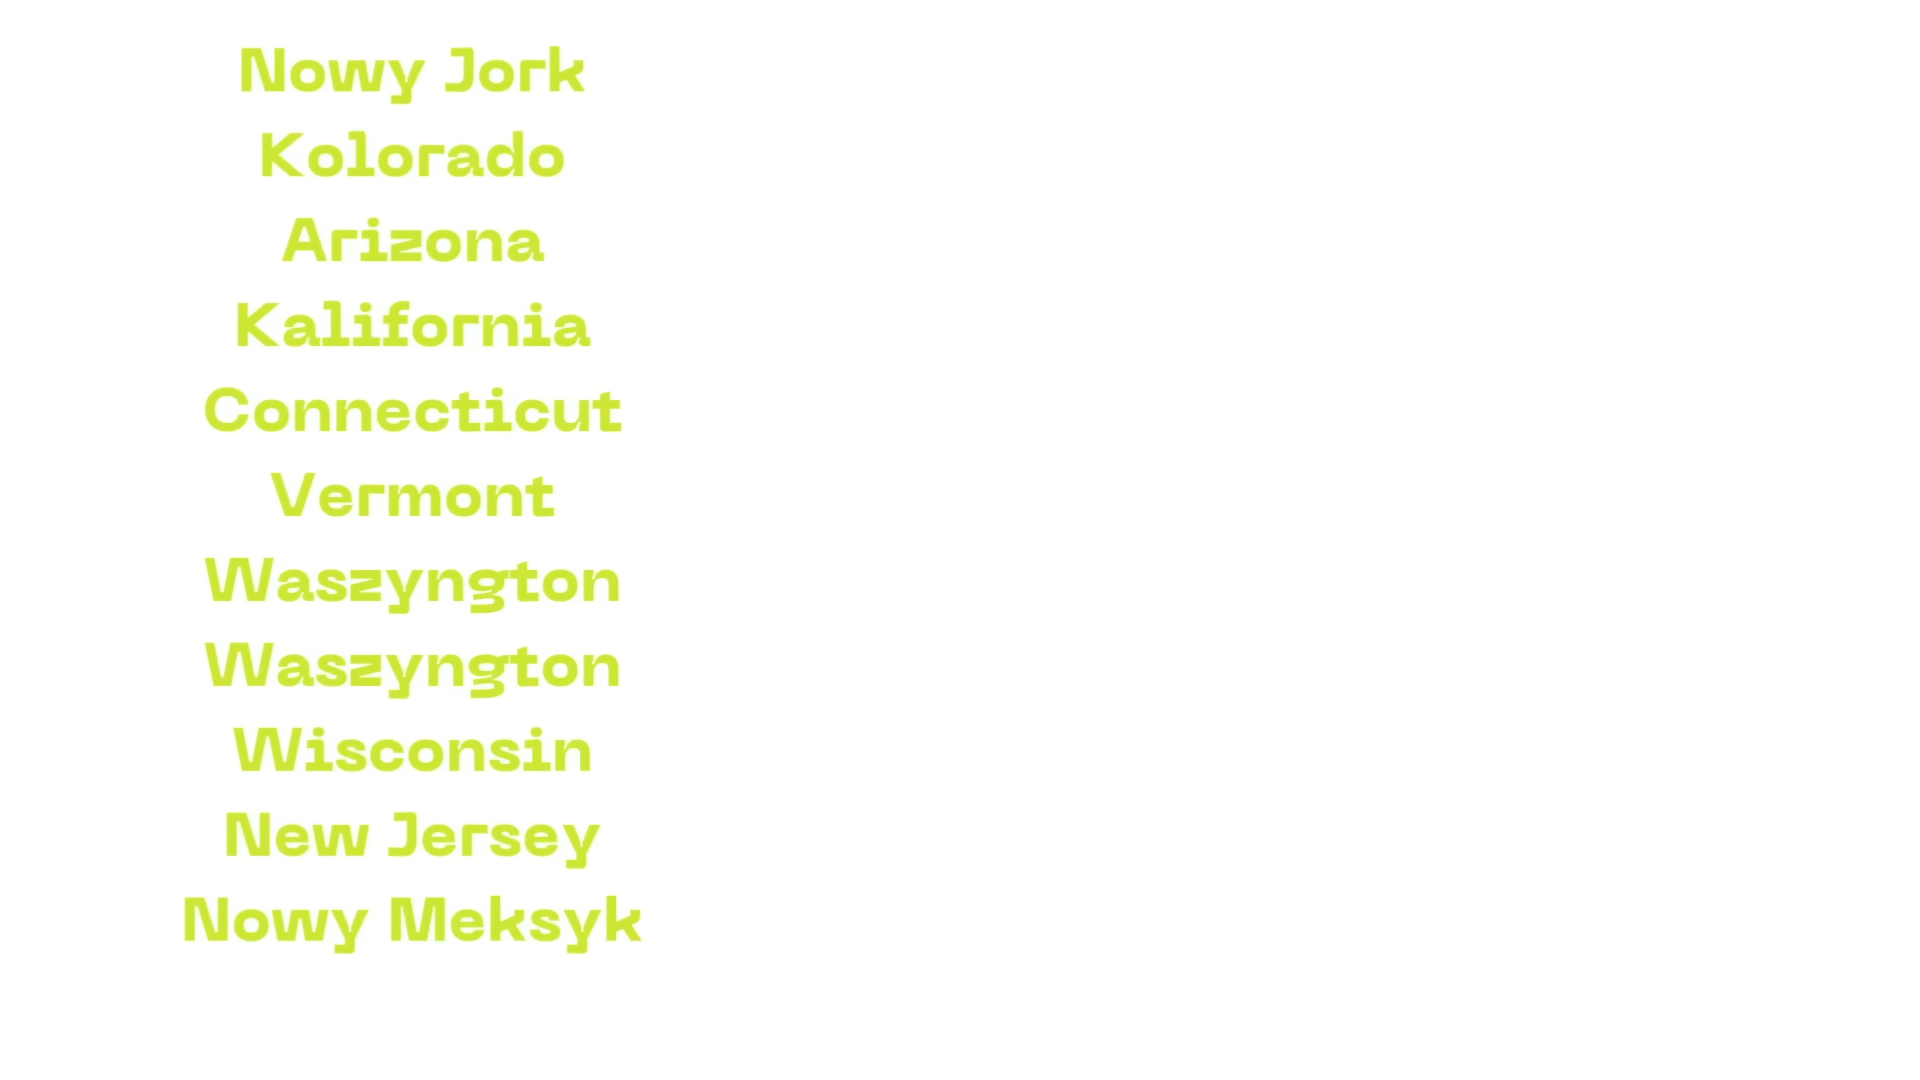 Nowy Jork
Kolorado
Arizona
Kalifornia
Connecticut
Vermont
Waszyngton
Waszyngton
Wisconsin
New Jersey
Nowy Meksyk